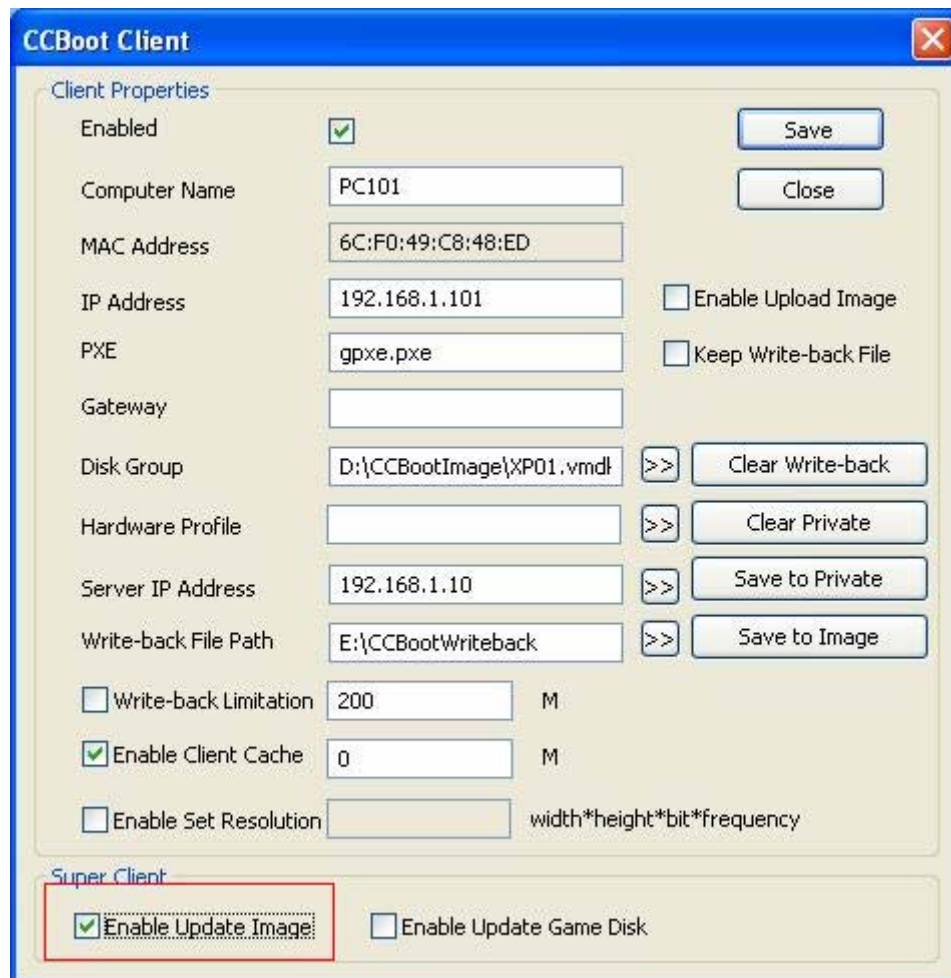 CCBoot Client
Client Properties
Enabled
Save
Computer Name PC101
Close
MAC Address 6C:F0:49:C8:48:ED
IP Address 192.168.1.101
Enable Upload Image
PXE gpxe.pxe
Keep Write-back File
Gateway
Disk Group D:\CCBootImage\XP01.vmd
>> Clear Write-back
Hardware Profile
>> Clear Private
Server IP Address 192.168.1.10
>> Save to Private
Write-back File Path E:\CCBootWriteback
>> Save to Image
Write-back Limitation 200 M
Enable Client Cache 0 M
Enable Set Resolution width*height*bit*frequency
Super Client
Enable Update Image
Enable Update Game Disk